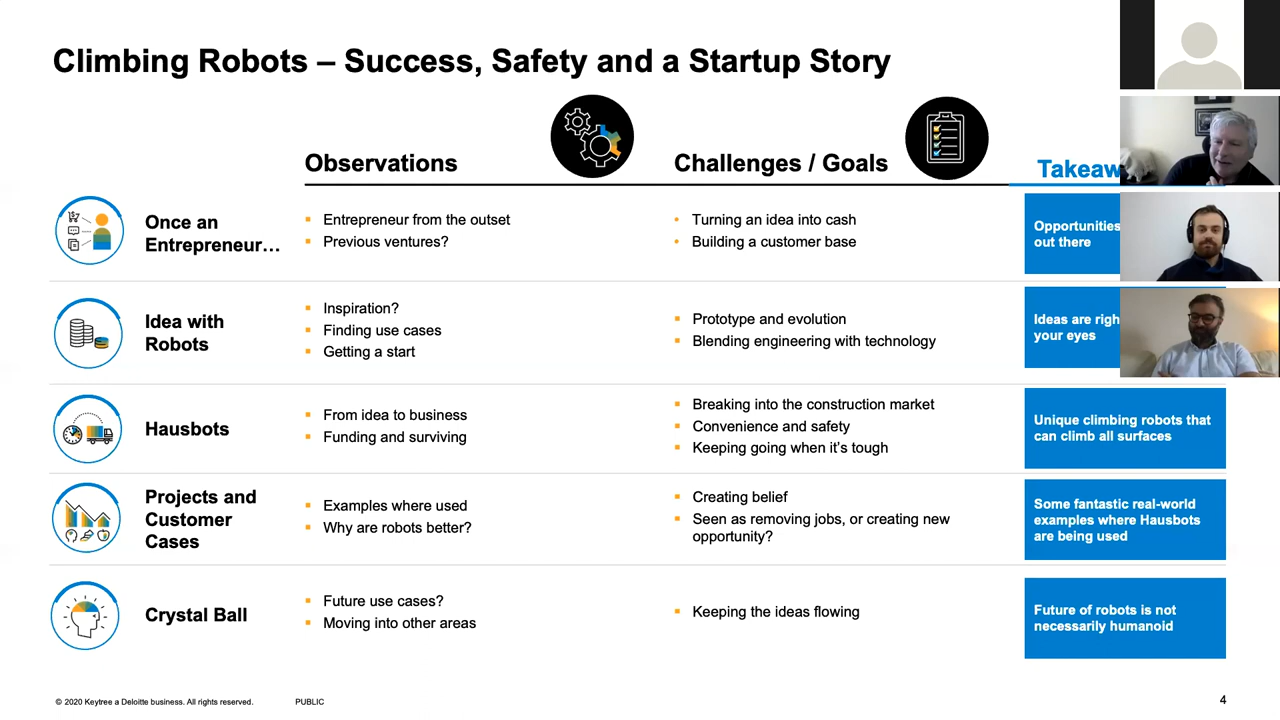 Climbing Robots – Success, Safety and a Startup Story
Observations
Challenges / Goals
Takeaw
Once an
Entrepreneur…
Entrepreneur from the outset
Previous ventures?
Turning an idea into cash
Building a customer base
Opportunities
out there
Idea with
Robots
Inspiration?
Finding use cases
Getting a start
Prototype and evolution
Blending engineering with technology
Ideas are righ
your eyes
Hausbots
From idea to business
Funding and surviving
Breaking into the construction market
Convenience and safety
Keeping going when it’s tough
Unique climbing robots that
can climb all surfaces
Projects and
Customer
Cases
Examples where used
Why are robots better?
Creating belief
Seen as removing jobs, or creating new
opportunity?
Some fantastic real-world
examples where Hausbots
are being used
Crystal Ball
Future use cases?
Moving into other areas
Keeping the ideas flowing
Future of robots is not
necessarily humanoid
© 2020 Keytree a Deloitte business. All rights reserved.
PUBLIC
4